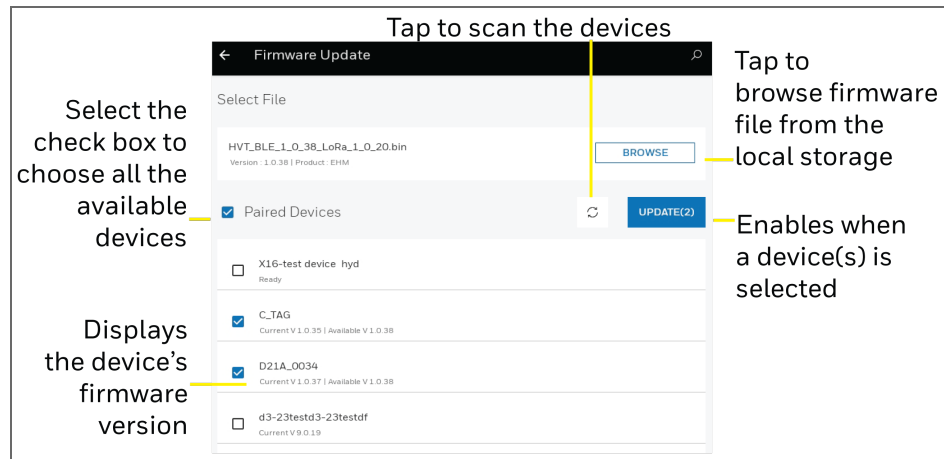 Tap to scan the devices
Firmware Update
Select File
HVT_BLE_1_0_38_LoRa_1_0_20.bin
Version : 1.0.38 | Product : EHM
BROWSE
Paired Devices
UPDATE(2)
X16-test device hyd
Ready
C_TAG
Current V 1.0.35 | Available V 1.0.38
D21A_0034
Current V 1.0.37 | Available V 1.0.38
d3-23testd3-23testdf
Current V 9.0.19
Select the
check box to
choose all the
available
devices
Displays
the device's
firmware
version
Tap to
browse firmware
file from the
local storage
Enables when
a device(s) is
selected